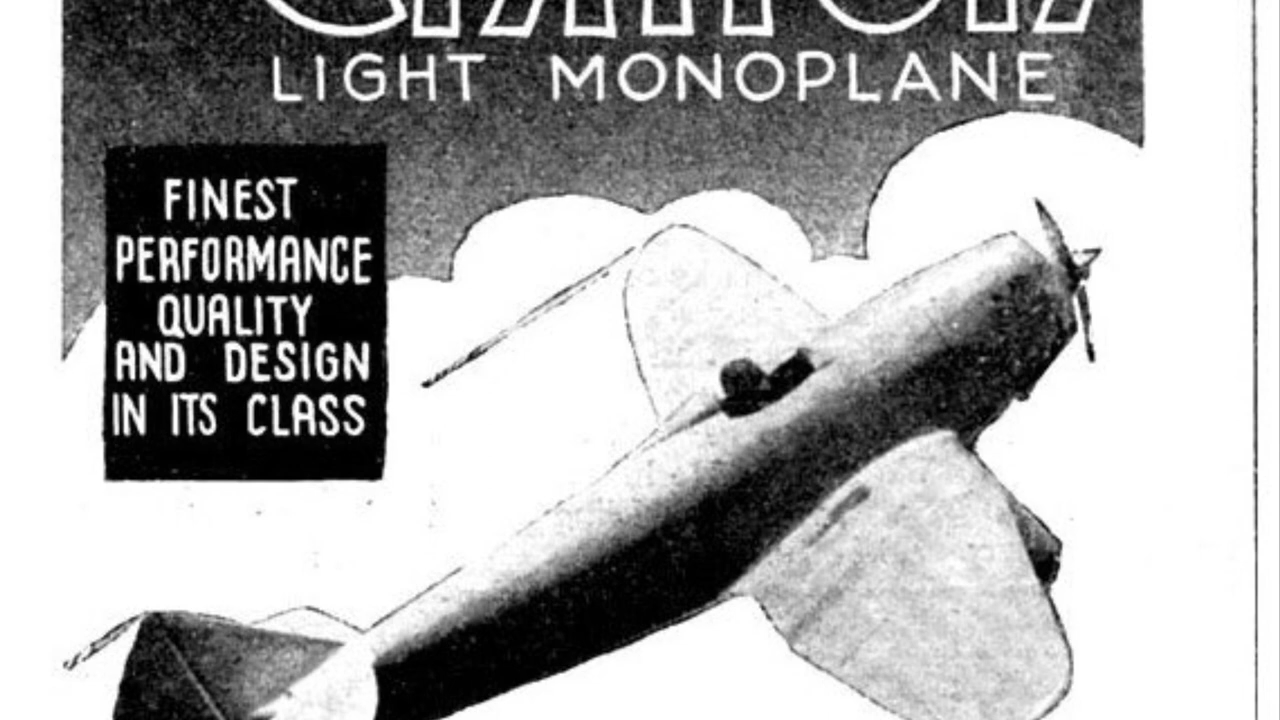 LIGHT MONOPLANE
FINEST
PERFORMANCE
QUALITY
AND DESIGN
IN ITS CLASS